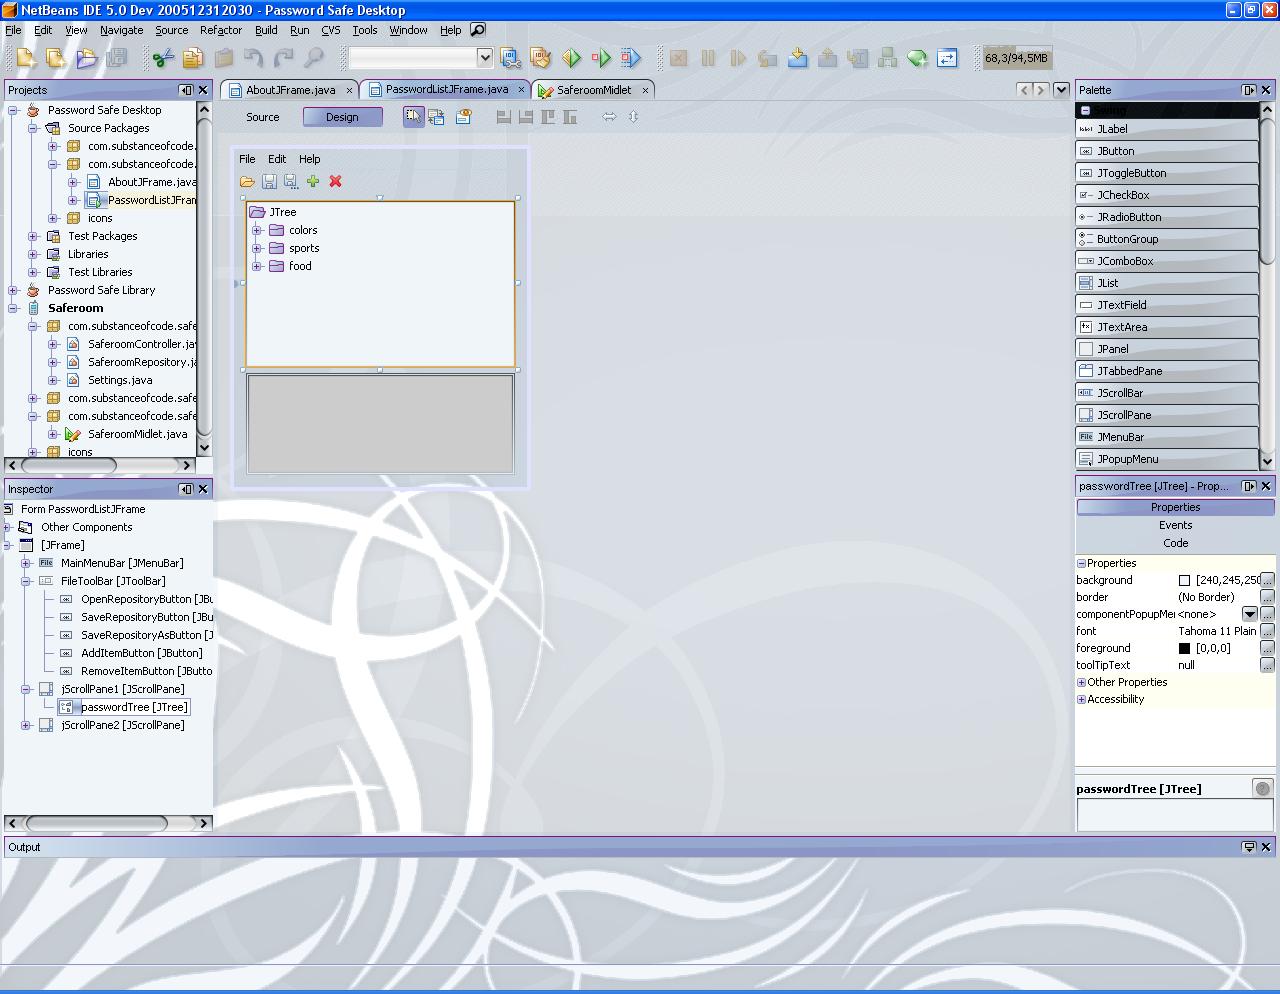 NetBeans IDE 5.0 Dev 200512312030 - Password Safe Desktop
File Edit View Navigate Source Refactor Build Run CVS Tools Window Help
68,3/94,5MB
Projects
Password Safe Desktop
Source Packages
com.substanceofcode.
com.substanceofcode.
AboutJFrame.java
PasswordListJFran
icons
Test Packages
Libraries
Test Libraries
Password Safe Library
Saferoom
com.substanceofcode.safe
SaferoomController.jav
SaferoomRepository.ja
Settings.java
com.substanceofcode.safe
com.substanceofcode.safe
SaferoomMidlet.java
icons
Inspector
Form PasswordListJFrame
Other Components
[JFrame]
MainMenuBar [JMenuBar]
FileToolBar [JToolBar]
OpenRepositoryButton [JBu
SaveRepositoryButton [JBu
SaveRepositoryAsButton [J
AddItemButton [JButton]
RemoveItemButton [JButto
jScrollPane1 [JScrollPane]
passwordTree [JTree]
jScrollPane2 [JScrollPane]
AboutJFrame.java PasswordListJFrame.java SaferoomMidlet
Source Design
File Edit Help
JTree
colors
sports
food
Palette
Swing
JLabel
JButton
JToggleButton
JCheckBox
JRadioButton
ButtonGroup
JComboBox
JList
JTextField
JTextArea
JPanel
JTabbedPane
JScrollBar
JScrollPane
JMenuBar
JPopupMenu
passwordTree [JTree] - Prop...
Properties
Events
Code
Properties
background [240,245,250 ...
border (No Border) ...
componentPopupMen <none> ...
font Tahoma 11 Plain ...
foreground [0,0,0] ...
toolTipText null ...
Other Properties
Accessibility
passwordTree [JTree]
Output